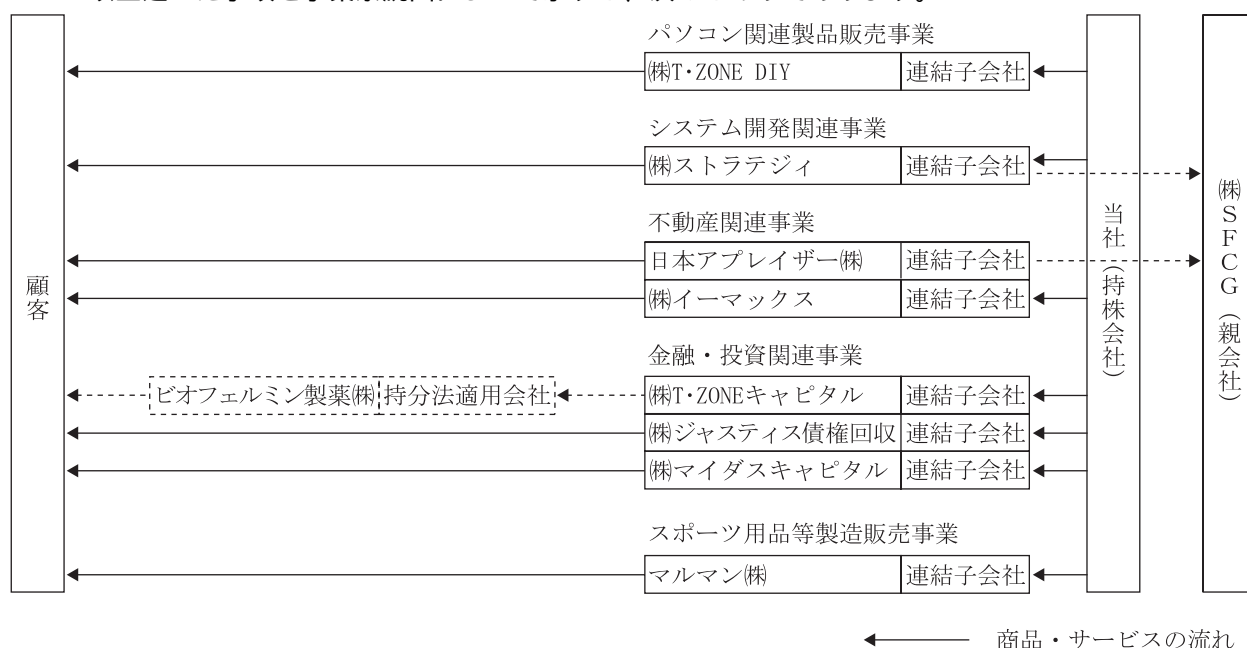 パソコン関連製品販売事業
㈱T・ZONE DIY 連結子会社
システム開発関連事業
㈱ストラテジィ 連結子会社
不動産関連事業
日本アプレイザー㈱ 連結子会社
㈱イーマックス 連結子会社
金融・投資関連事業
ビオフェルミン製薬㈱ 持分法適用会社 ㈱T・ZONEキャピタル 連結子会社
㈱ジャスティス債権回収 連結子会社
㈱マイダスキャピタル 連結子会社
スポーツ用品等製造販売事業
マルマン㈱ 連結子会社
顧客
当社(持株会社)
㈱SFCG(親会社)
商品・サービスの流れ